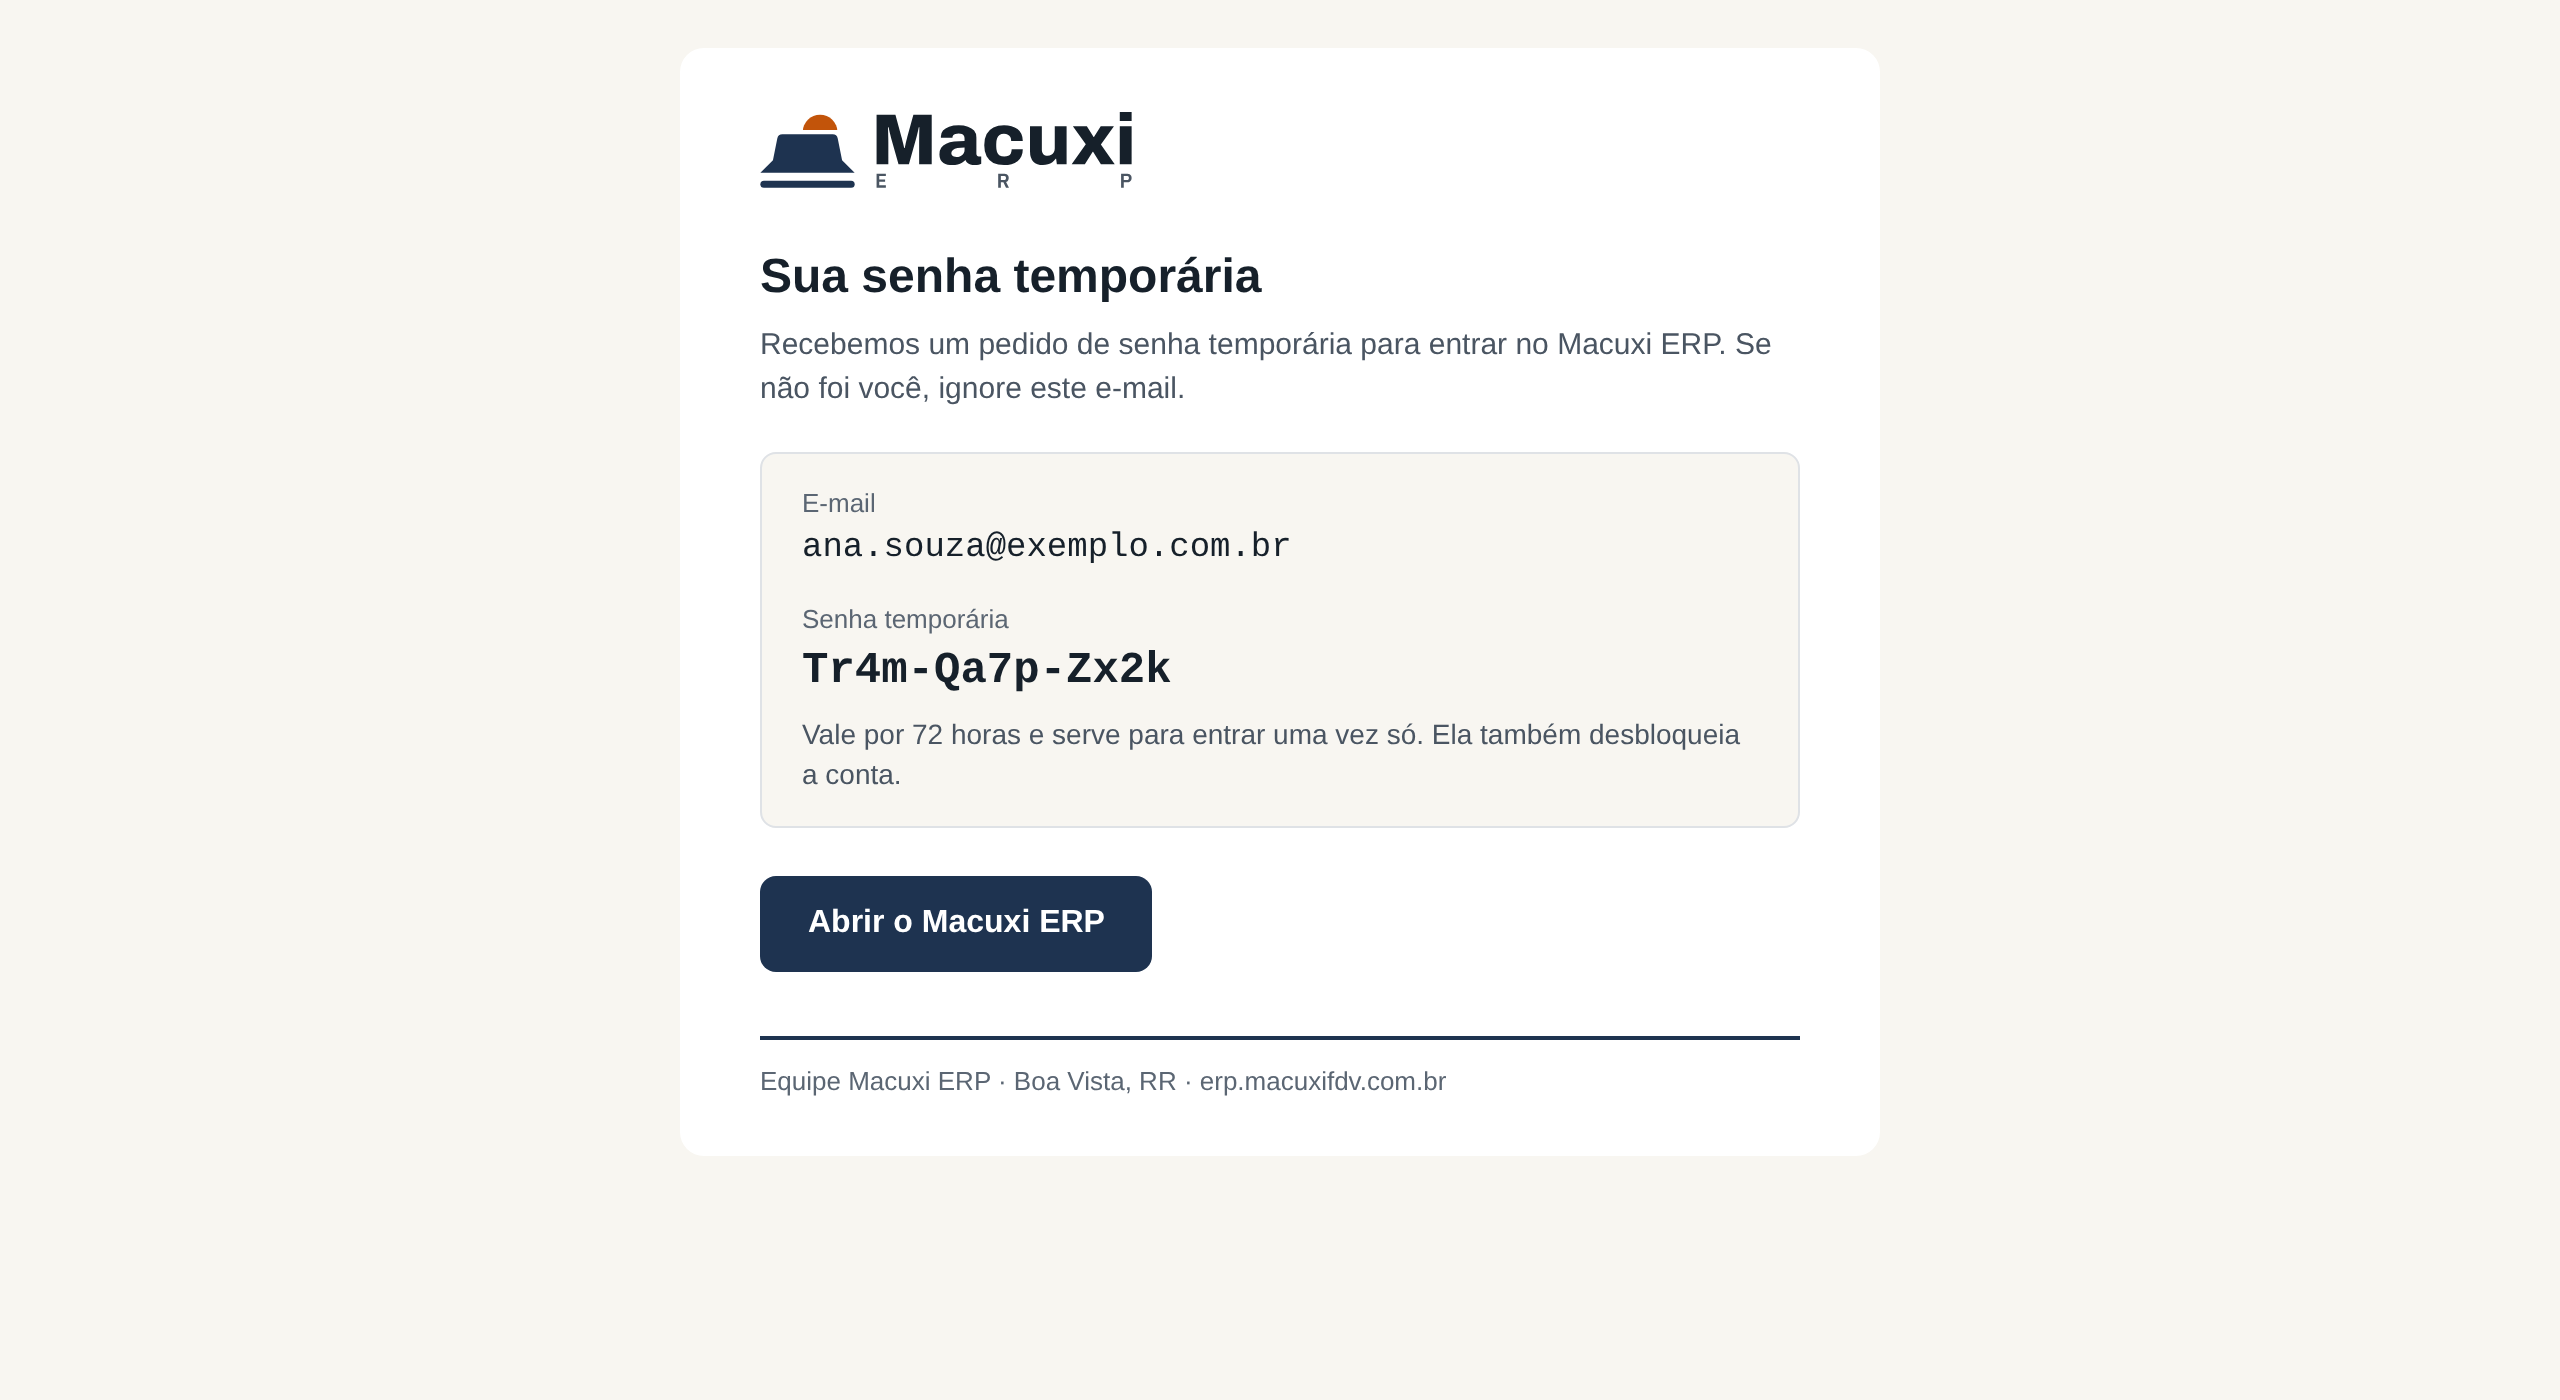 Macuxi
E R P
Sua senha temporária
Recebemos um pedido de senha temporária para entrar no Macuxi ERP. Se
não foi você, ignore este e-mail.
E-mail
ana.souza@exemplo.com.br
Senha temporária
Tr4m-Qa7p-Zx2k
Vale por 72 horas e serve para entrar uma vez só. Ela também desbloqueia
a conta.
Abrir o Macuxi ERP
Equipe Macuxi ERP · Boa Vista, RR · erp.macuxifdv.com.br